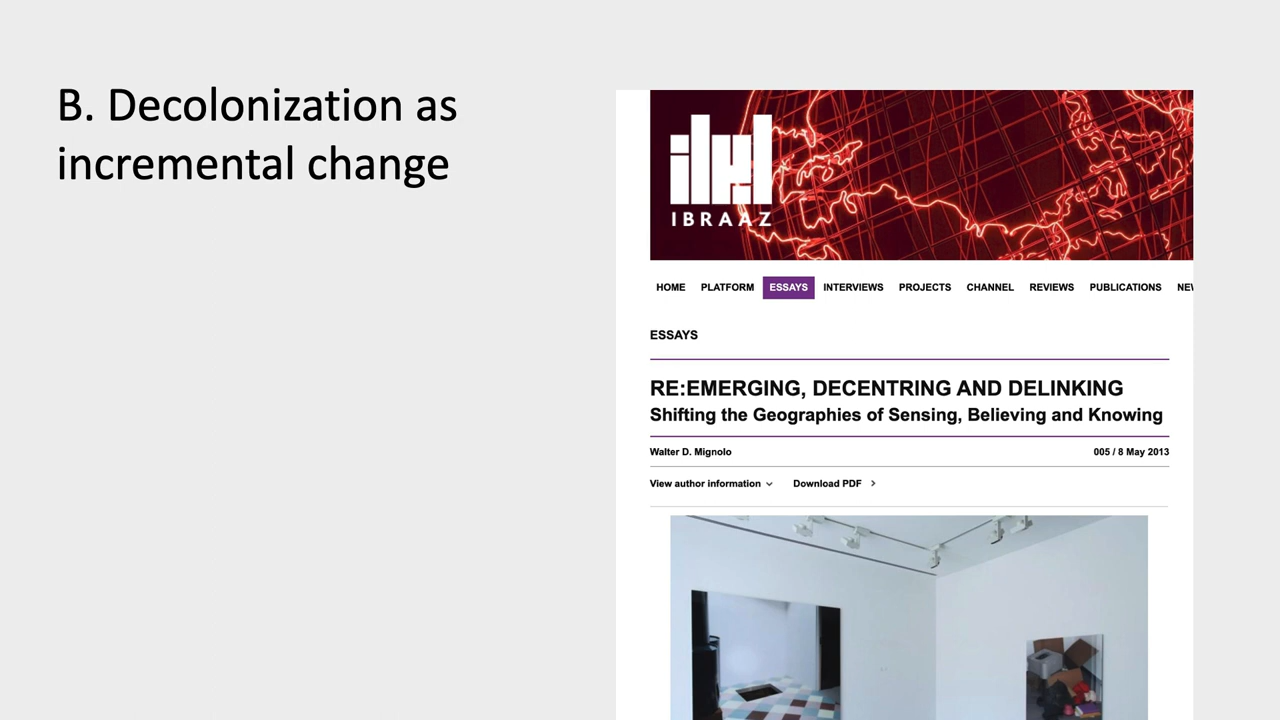 B. Decolonization as
incremental change
IBRAAZ
HOME PLATFORM ESSAYS INTERVIEWS PROJECTS CHANNEL REVIEWS PUBLICATIONS
ESSAYS
RE:EMERGING, DECENTRING AND DELINKING
Shifting the Geographies of Sensing, Believing and Knowing
Walter D. Mignolo 005 / 8 May 2013
View author information Download PDF